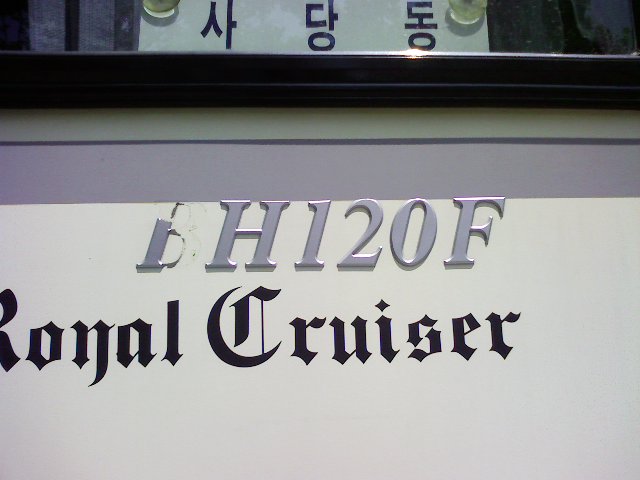 사당동
BH120F
Royal Cruiser